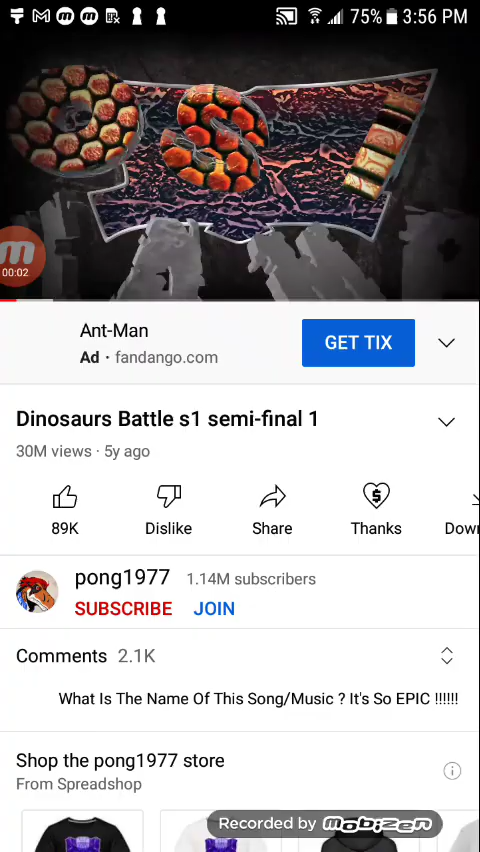 75% 3:56 PM
m
00:02
Ant-Man
Ad · fandango.com
GET TIX
Dinosaurs Battle s1 semi-final 1
30M views · 5y ago
89K Dislike Share Thanks Down
pong1977 1.14M subscribers
SUBSCRIBE JOIN
Comments 2.1K
What Is The Name Of This Song/Music ? It's So EPIC !!!!!!
Shop the pong1977 store
From Spreadshop
Recorded by mobizen